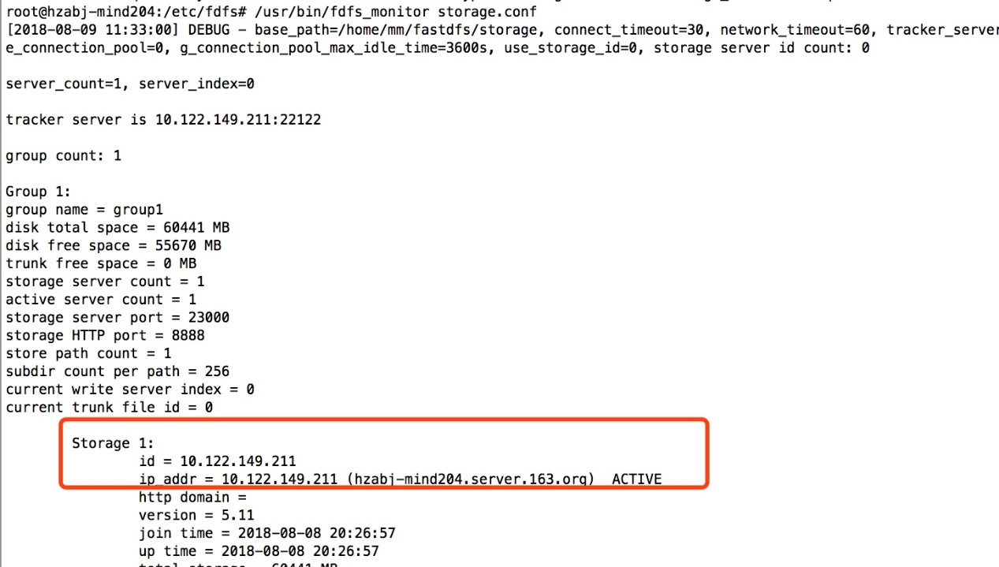 root@hzabj-mind204:/etc/fdfs# /usr/bin/fdfs_monitor storage.conf
[2018-08-09 11:33:00] DEBUG - base_path=/home/mm/fastdfs/storage, connect_timeout=30, network_timeout=60, tracker_server
e_connection_pool=0, g_connection_pool_max_idle_time=3600s, use_storage_id=0, storage server id count: 0
server_count=1, server_index=0
tracker server is 10.122.149.211:22122
group count: 1
Group 1:
group name = group1
disk total space = 60441 MB
disk free space = 55670 MB
trunk free space = 0 MB
storage server count = 1
active server count = 1
storage server port = 23000
storage HTTP port = 8888
store path count = 1
subdir count per path = 256
current write server index = 0
current trunk file id = 0
Storage 1:
id = 10.122.149.211
ip_addr = 10.122.149.211 (hzabj-mind204.server.163.org)  ACTIVE
http domain =
version = 5.11
join time = 2018-08-08 20:26:57
up time = 2018-08-08 20:26:57
total storage = 60441 MB